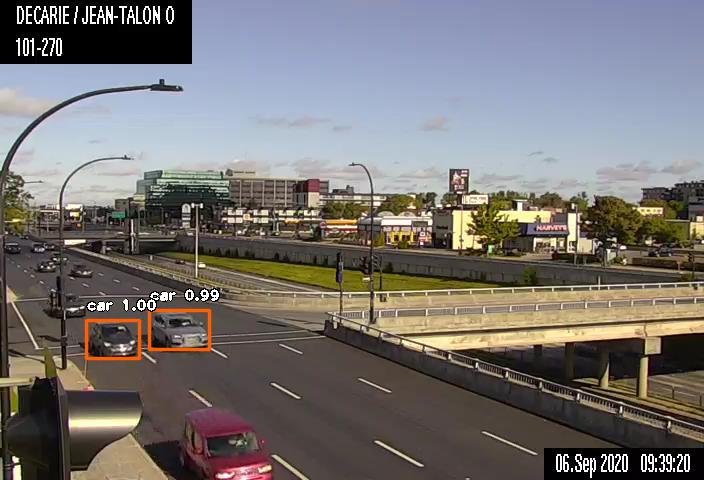 DECARIE / JEAN-TALON O
101-270
car 1.00
car 0.99
HARVEY'S
06.Sep 2020 09:39:20